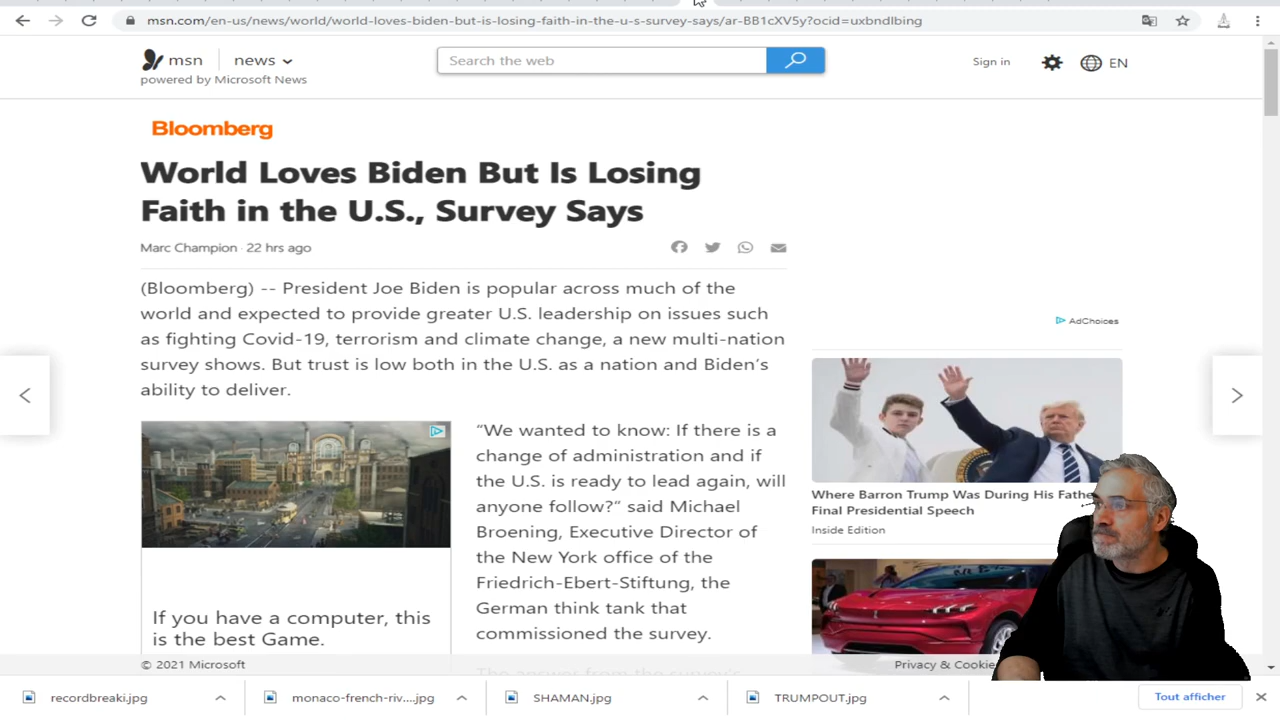 msn.com/en-us/news/world/world-loves-biden-but-is-losing-faith-in-the-u-s-survey-says/ar-BB1cXV5y?ocid=uxbndlbing
msn news
powered by Microsoft News
Search the web
Sign in
EN
Bloomberg
World Loves Biden But Is Losing
Faith in the U.S., Survey Says
Marc Champion · 22 hrs ago
(Bloomberg) -- President Joe Biden is popular across much of the
world and expected to provide greater U.S. leadership on issues such
as fighting Covid-19, terrorism and climate change, a new multi-nation
survey shows. But trust is low both in the U.S. as a nation and Biden’s
ability to deliver.
“We wanted to know: If there is a
change of administration and if
the U.S. is ready to lead again, will
anyone follow?” said Michael
Broening, Executive Director of
the New York office of the
Friedrich-Ebert-Stiftung, the
German think tank that
commissioned the survey.
The answer from the survey’s
If you have a computer, this
is the best Game.
AdChoices
Where Barron Trump Was During His Fathe
Final Presidential Speech
Inside Edition
© 2021 Microsoft
Privacy & Cookie
recordbreaki.jpg
monaco-french-riv....jpg
SHAMAN.jpg
TRUMPOUT.jpg
Tout afficher